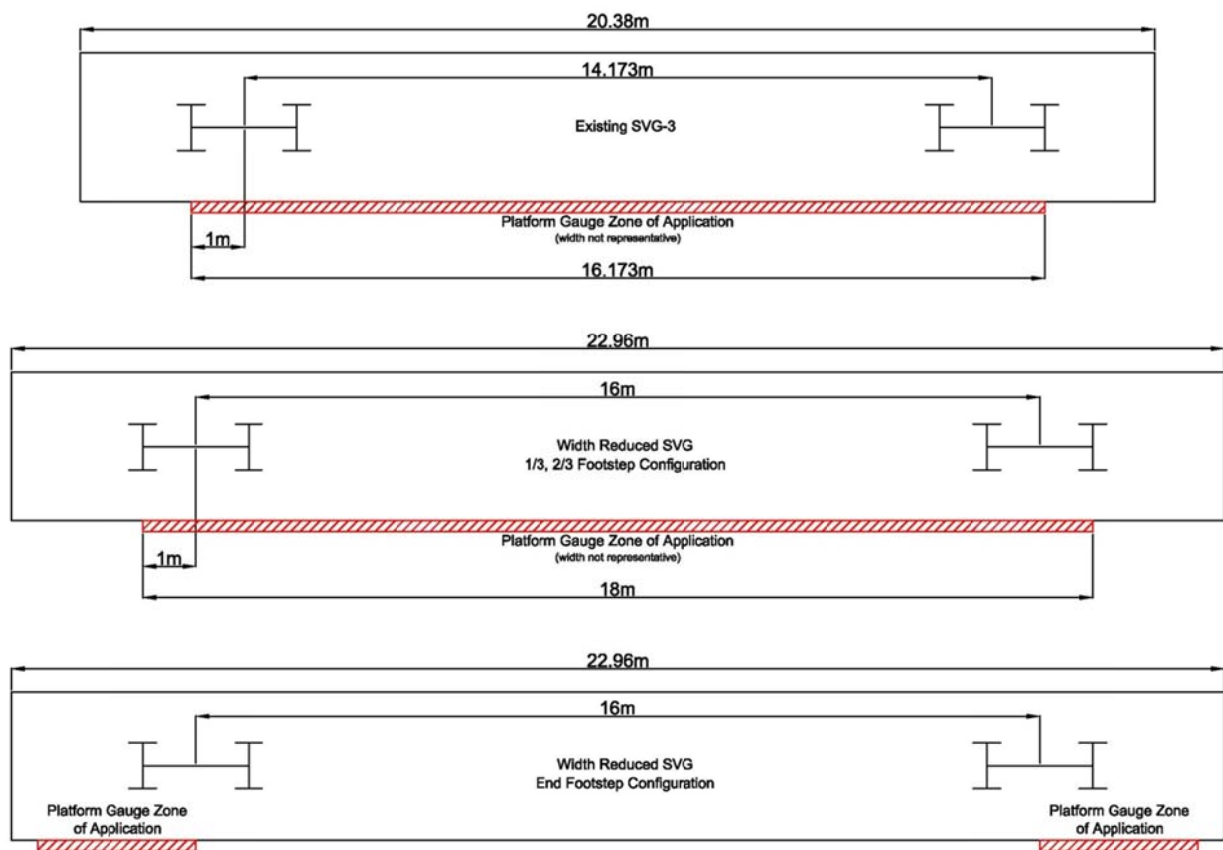 20.38m
14.173m
Existing SVG-3
Platform Gauge Zone of Application
(width not representative)
1m
16.173m
22.96m
16m
Width Reduced SVG
1/3, 2/3 Footstep Configuration
Platform Gauge Zone of Application
(width not representative)
1m
18m
22.96m
16m
Width Reduced SVG
End Footstep Configuration
Platform Gauge Zone
of Application
Platform Gauge Zone
of Application